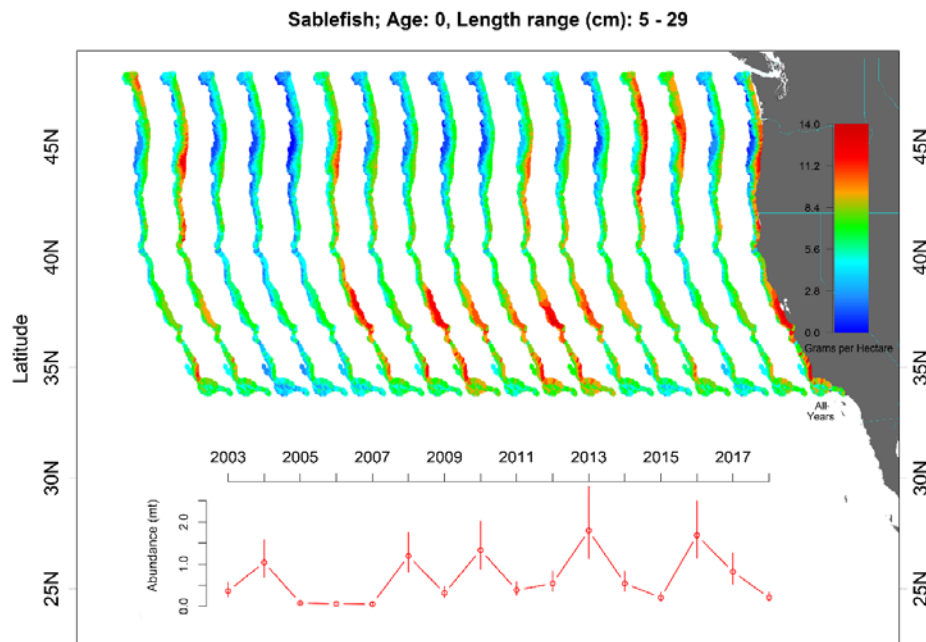 Sablefish; Age: 0, Length range (cm): 5 - 29
45N
40N
35N
30N
25N
Latitude
14.0
8.4
5.6
2.8
0.0
Grams per Hectare
All-
Years
45N
40N
35N
30N
25N
2003 2005 2007 2009 2011 2013 2015 2017
Abundance (mt)
2.0
1.0
0.0